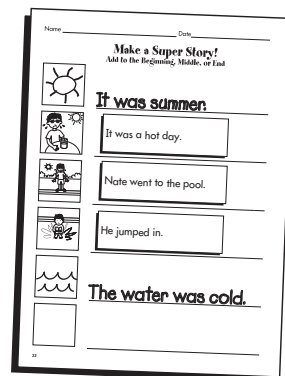 Name Date
Make a Super Story!
Add to the Beginning, Middle, or End
It was summer.
It was a hot day.
Nate went to the pool.
He jumped in.
The water was cold.